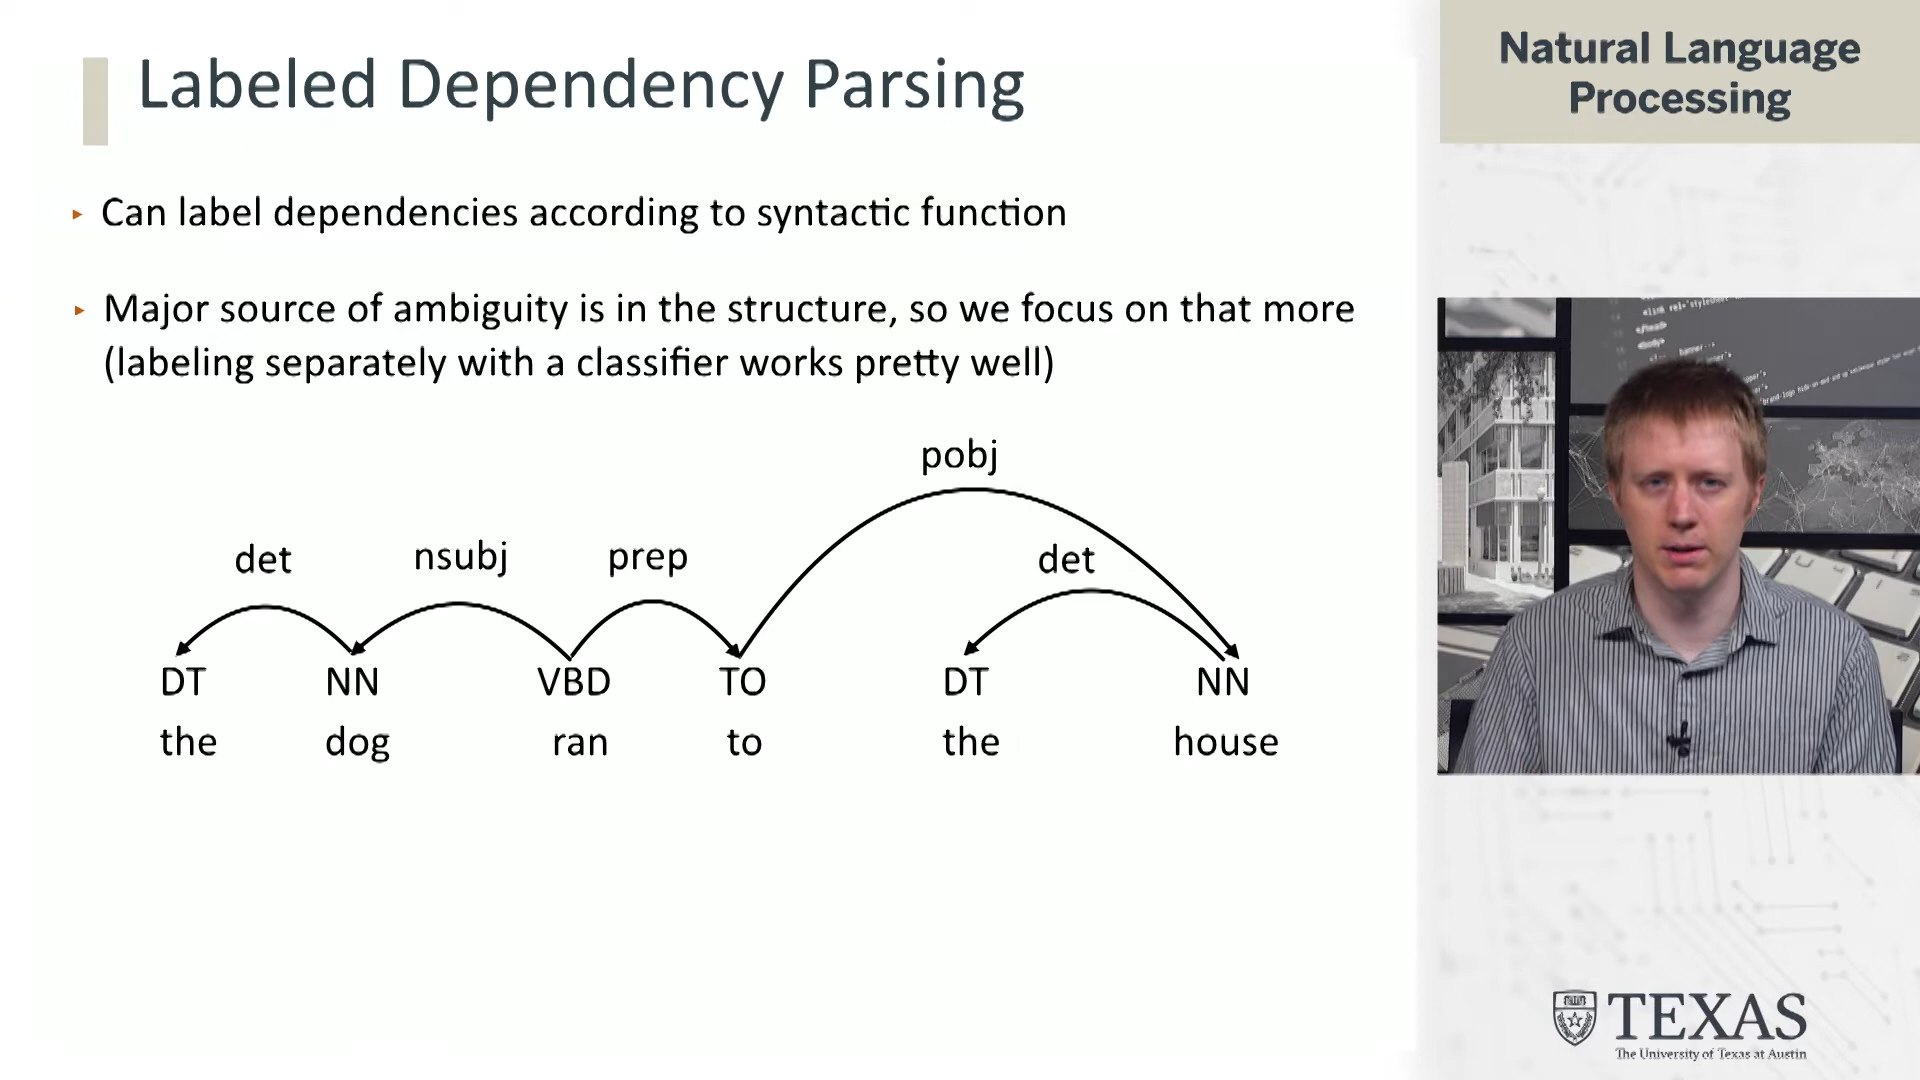 Labeled Dependency Parsing
Natural Language
Processing
‣ Can label dependencies according to syntactic function
‣ Major source of ambiguity is in the structure, so we focus on that more
(labeling separately with a classifier works pretty well)
pobj
det nsubj prep det
DT NN VBD TO DT NN
the dog ran to the house
TEXAS
The University of Texas at Austin